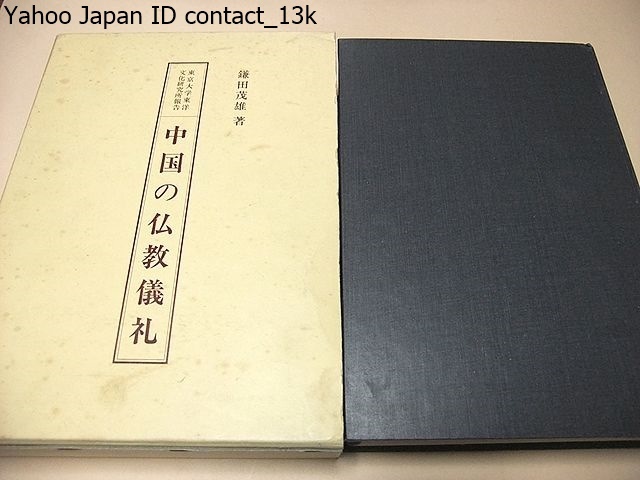 Yahoo Japan ID contact_13k
鎌田茂雄 著
東京大学東洋
文化研究所報告
中国の仏教儀礼